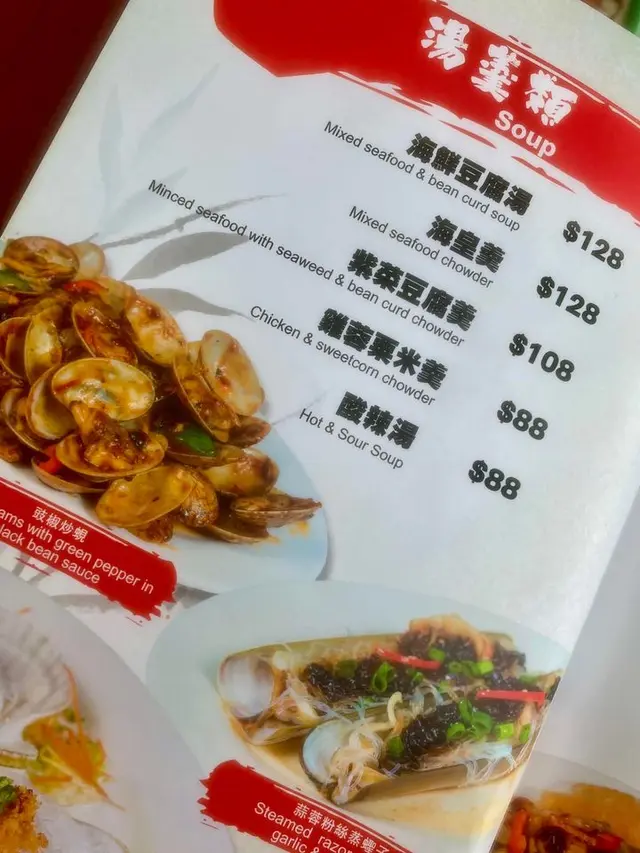 湯羹類
Soup
海鮮豆腐湯
Mixed seafood & bean curd soup
$128
海皇羹
Mixed seafood chowder
$128
紫菜豆腐羹
Minced seafood with seaweed & bean curd chowder
$108
雞蓉粟米羹
Chicken & sweetcorn chowder
$88
酸辣湯
Hot & Sour Soup
$88
豉椒炒蜆
with green pepper in
bean sauce
蒜蓉粉絲蒸蟶子
Steamed
garlic &